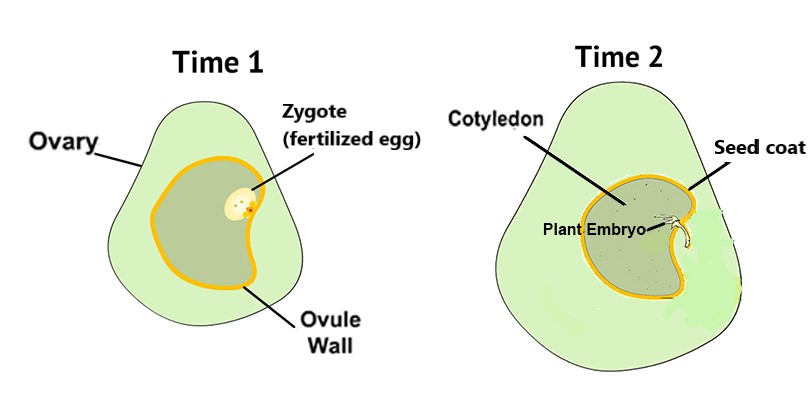 Time 1
Zygote
(fertilized egg)
Ovary
Ovule
Wall
Time 2
Cotyledon
Seed coat
Plant Embryo